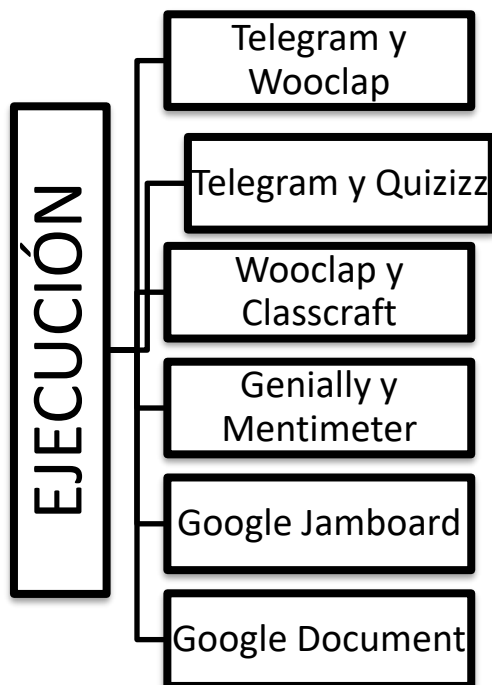 EJECUCIÓN
Telegram y
Wooclap
Telegram y Quizizz
Wooclap y
Classcraft
Genially y
Mentimeter
Google Jamboard
Google Document